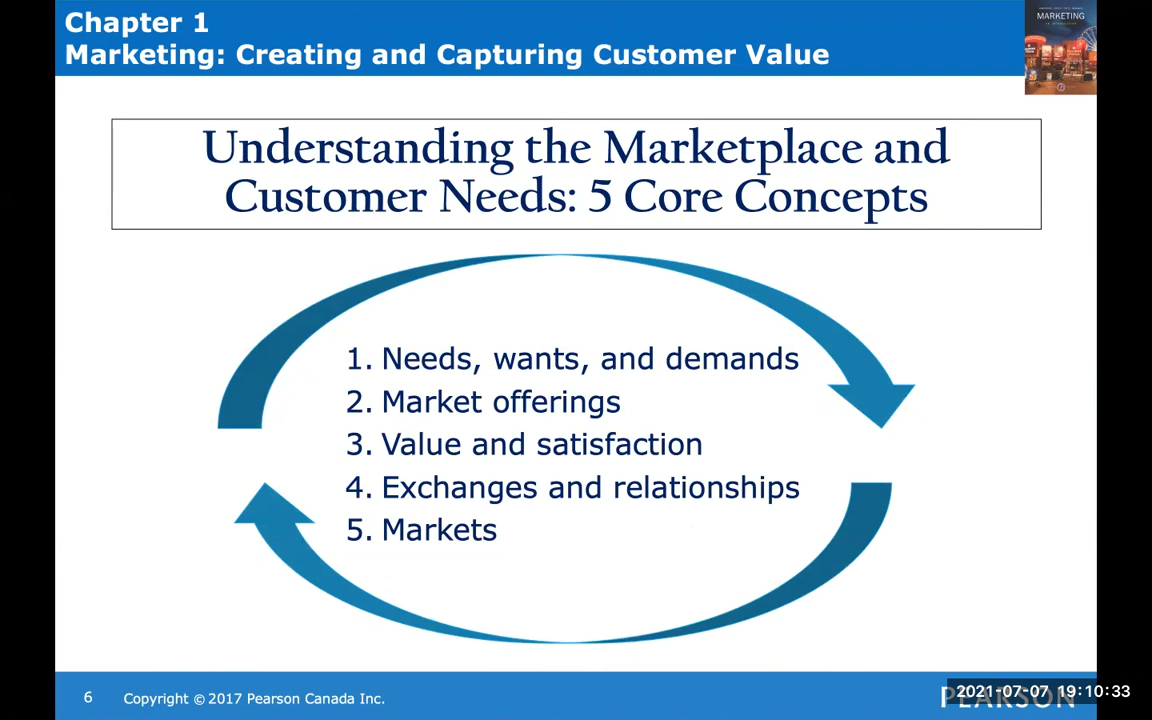 Chapter 1
Marketing: Creating and Capturing Customer Value
MARKETING
Understanding the Marketplace and
Customer Needs: 5 Core Concepts
1. Needs, wants, and demands
2. Market offerings
3. Value and satisfaction
4. Exchanges and relationships
5. Markets
6
Copyright © 2017 Pearson Canada Inc.
PEARSON
2021-07-07 19:10:33